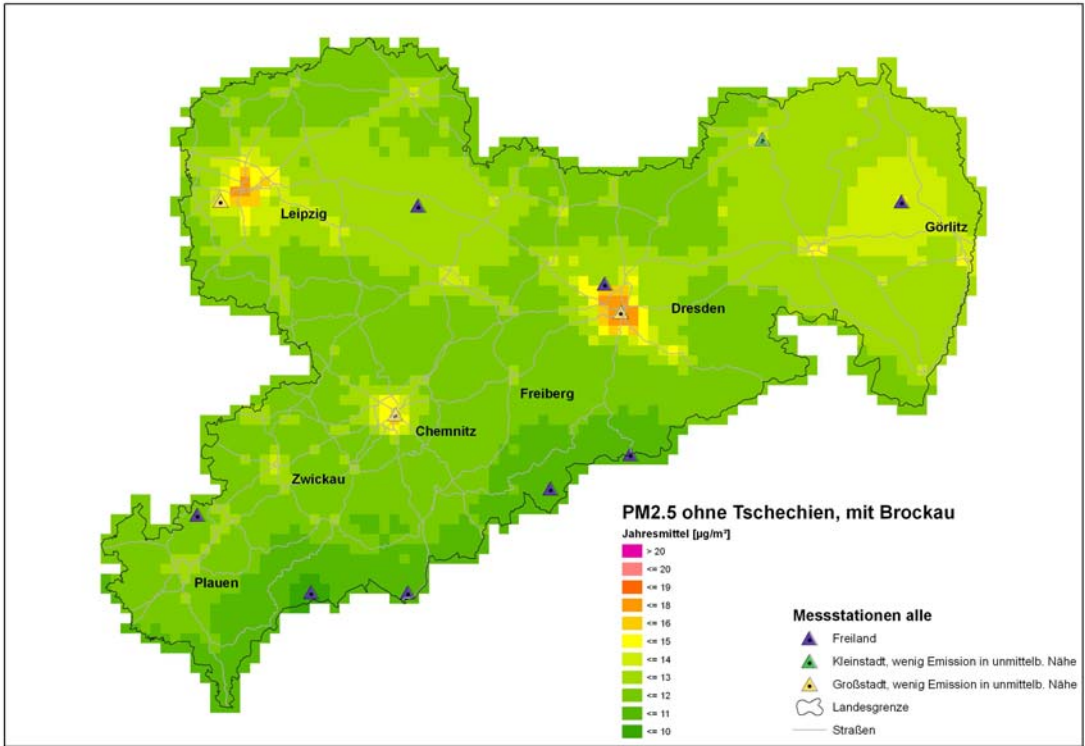 Leipzig
Görlitz
Dresden
Freiberg
Chemnitz
Zwickau
Plauen
PM2.5 ohne Tschechien, mit Brockau
Jahresmittel [µg/m³]
> 20
<= 20
<= 19
<= 18
<= 16
<= 15
<= 14
<= 13
<= 12
<= 11
<= 10
Messstationen alle
Freiland
Kleinstadt, wenig Emission in unmittelb. Nähe
Großstadt, wenig Emission in unmittelb. Nähe
Landesgrenze
Straßen